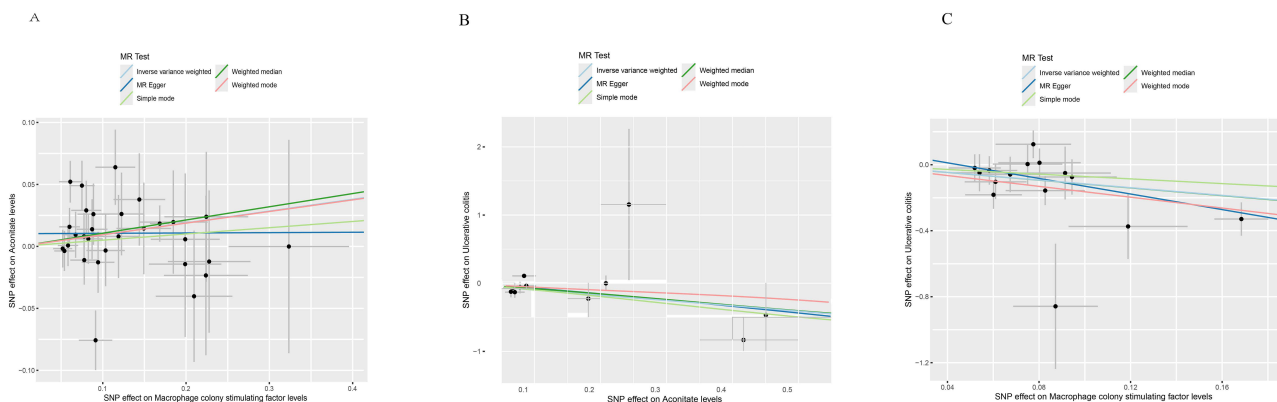 A
MR Test
Inverse variance weighted
Weighted median
MR Egger
Weighted mode
Simple mode
0.10
0.05
0.00
−0.05
−0.10
SNP effect on Aconitate levels
0.1
0.2
0.3
0.4
SNP effect on Macrophage colony stimulating factor levels
B
MR Test
Inverse variance weighted
Weighted median
MR Egger
Weighted mode
Simple mode
2
1
0
−1
SNP effect on Ulcerative colitis
0.1
0.2
0.3
0.4
0.5
SNP effect on Aconitate levels
C
MR Test
Inverse variance weighted
Weighted median
MR Egger
Weighted mode
Simple mode
0.0
−0.4
−0.8
−1.2
SNP effect on Ulcerative colitis
0.04
0.08
0.12
0.16
SNP effect on Macrophage colony stimulating factor levels